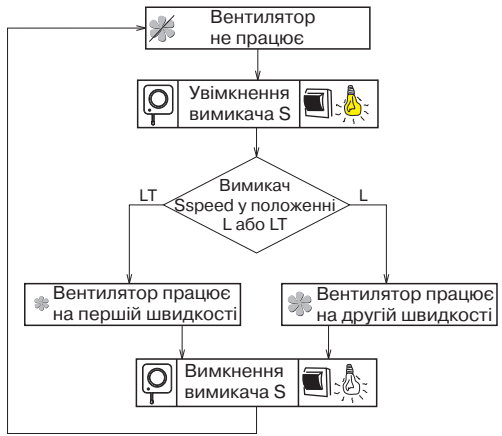 Вентилятор
не працює
Увімкнення
вимикача S
Вимикач
Sspeed у положенні
L або LT
LT
L
Вентилятор працює
на першій швидкості
Вентилятор працює
на другій швидкості
Вимкнення
вимикача S